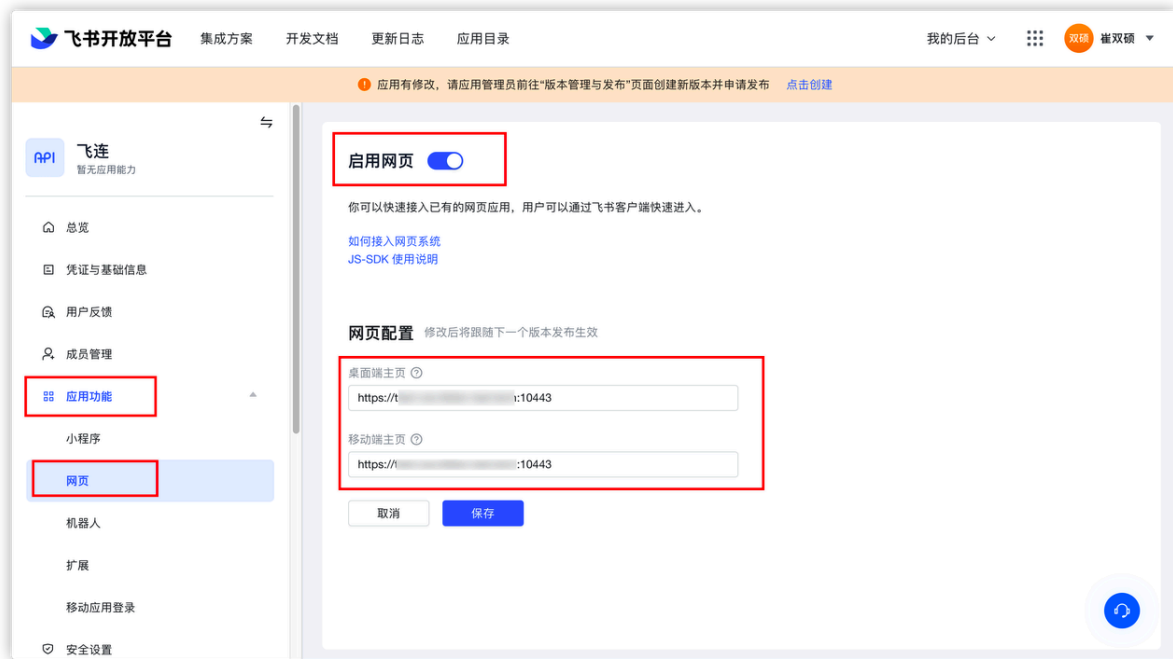 飞书开放平台 集成方案 开发文档 更新日志 应用目录 我的后台 双硕 崔双硕
应用有修改，请应用管理员前往“版本管理与发布”页面创建新版本并申请发布 点击创建
API 飞连
暂无应用能力
总览
凭证与基础信息
用户反馈
成员管理
应用功能
小程序
网页
机器人
扩展
移动应用登录
安全设置
启用网页
你可以快速接入已有的网页应用，用户可以通过飞书客户端快速进入。
如何接入网页系统
JS-SDK 使用说明
网页配置 修改后将跟随下一个版本发布生效
桌面端主页
https://t :10443
移动端主页
https:// :10443
取消 保存